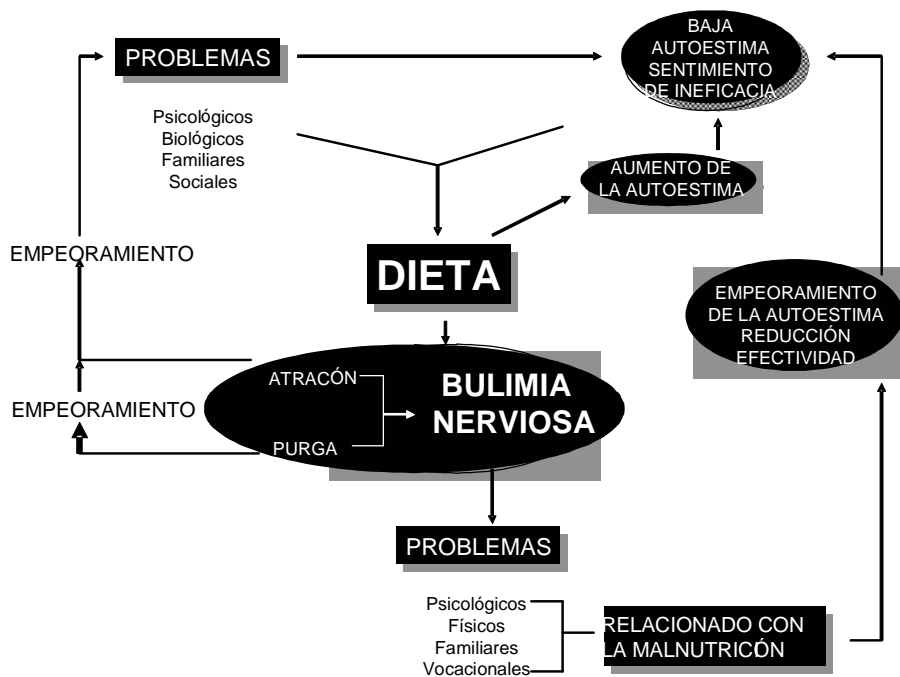 PROBLEMAS
BAJA
AUTOESTIMA
SENTIMIENTO
DE INEFICACIA
Psicológicos
Biológicos
Familiares
Sociales
AUMENTO DE
LA AUTOESTIMA
EMPEORAMIENTO
DIETA
EMPEORAMIENTO
DE LA AUTOESTIMA
REDUCCIÓN
EFECTIVIDAD
EMPEORAMIENTO
ATRACÓN
PURGA
BULIMIA
NERVIOSA
PROBLEMAS
Psicológicos
Físicos
Familiares
Vocacionales
RELACIONADO CON
LA MALNUTRICÓN